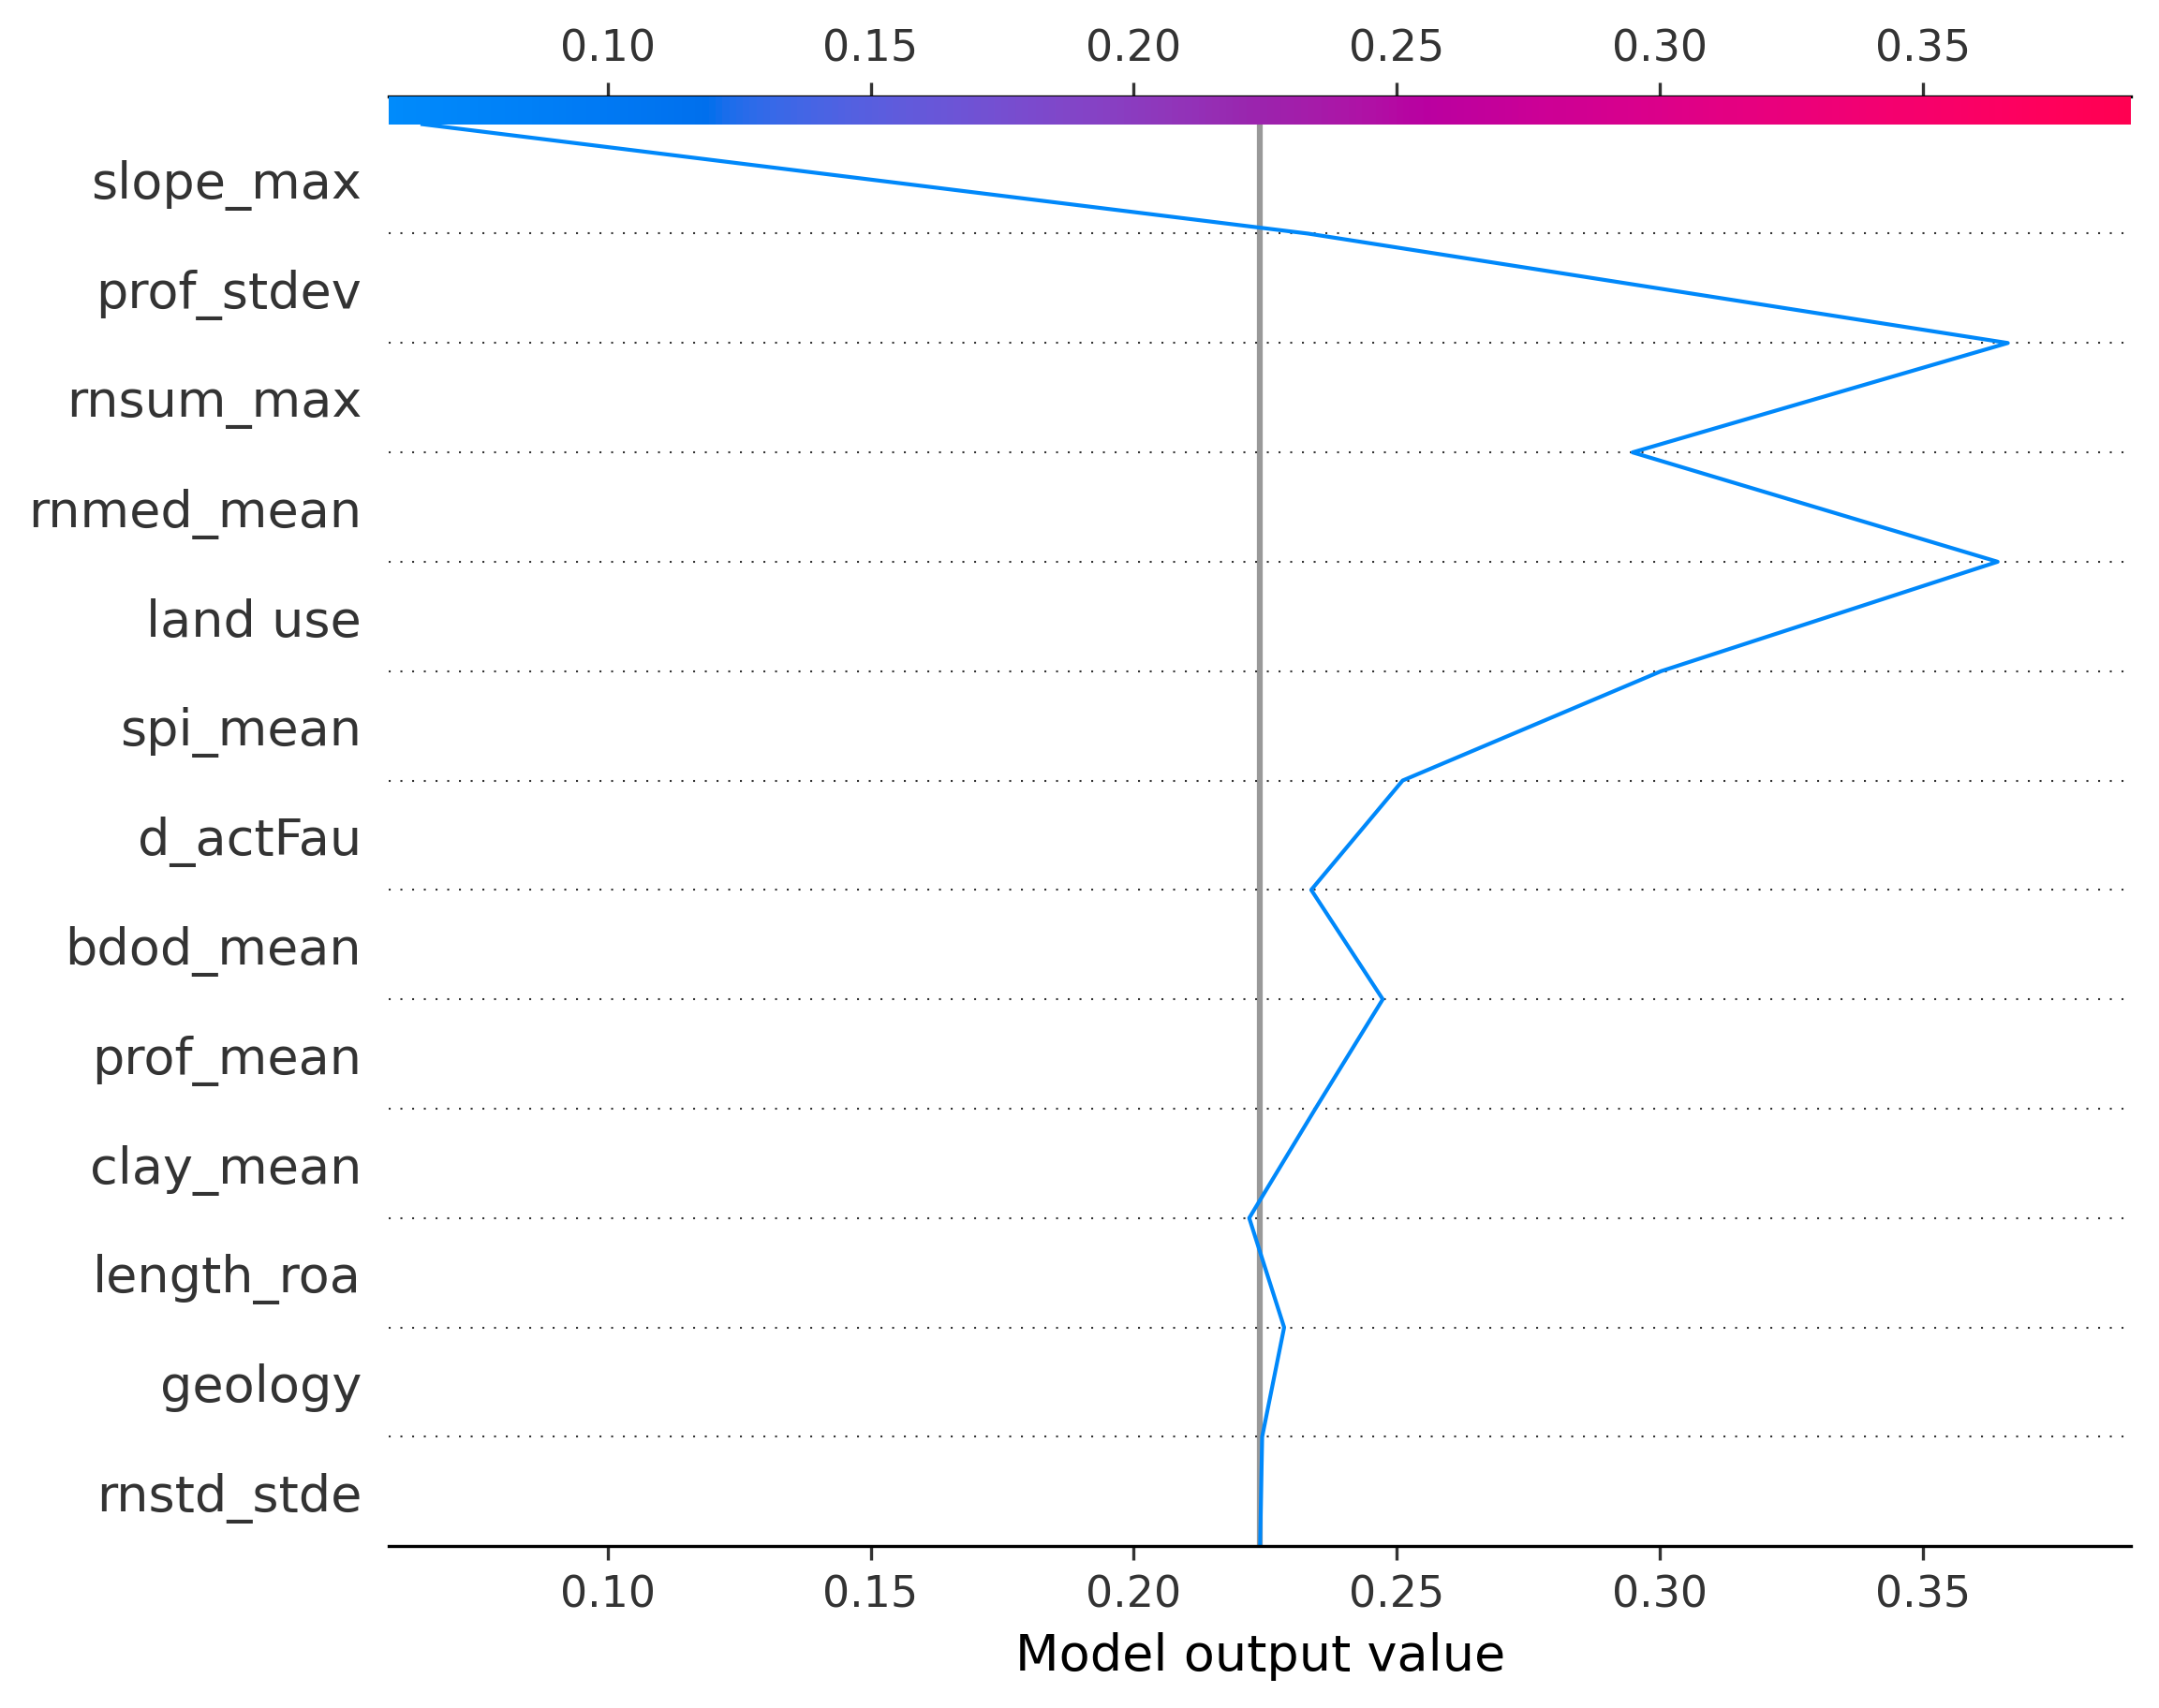 0.10 0.15 0.20 0.25 0.30 0.35
slope_max
prof_stdev
rnsum_max
rnmed_mean
land use
spi_mean
d_actFau
bdod_mean
prof_mean
clay_mean
length_roa
geology
rnstd_stde
0.10 0.15 0.20 0.25 0.30 0.35
Model output value